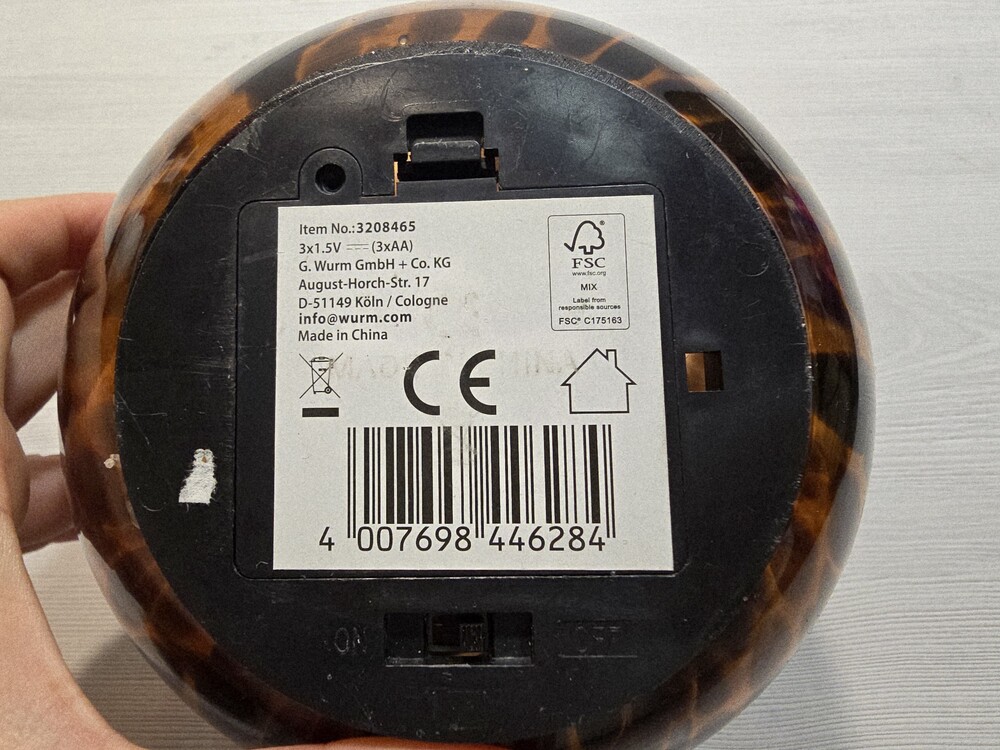 Item No.:3208465
3x1.5V ⎓ (3xAA)
G. Wurm GmbH + Co. KG
August-Horch-Str. 17
D-51149 Köln / Cologne
info@wurm.com
Made in China
FSC®
www.fsc.org
MIX
Label from
responsible sources
FSC® C175163
CE
4 007698 446284
ON OFF